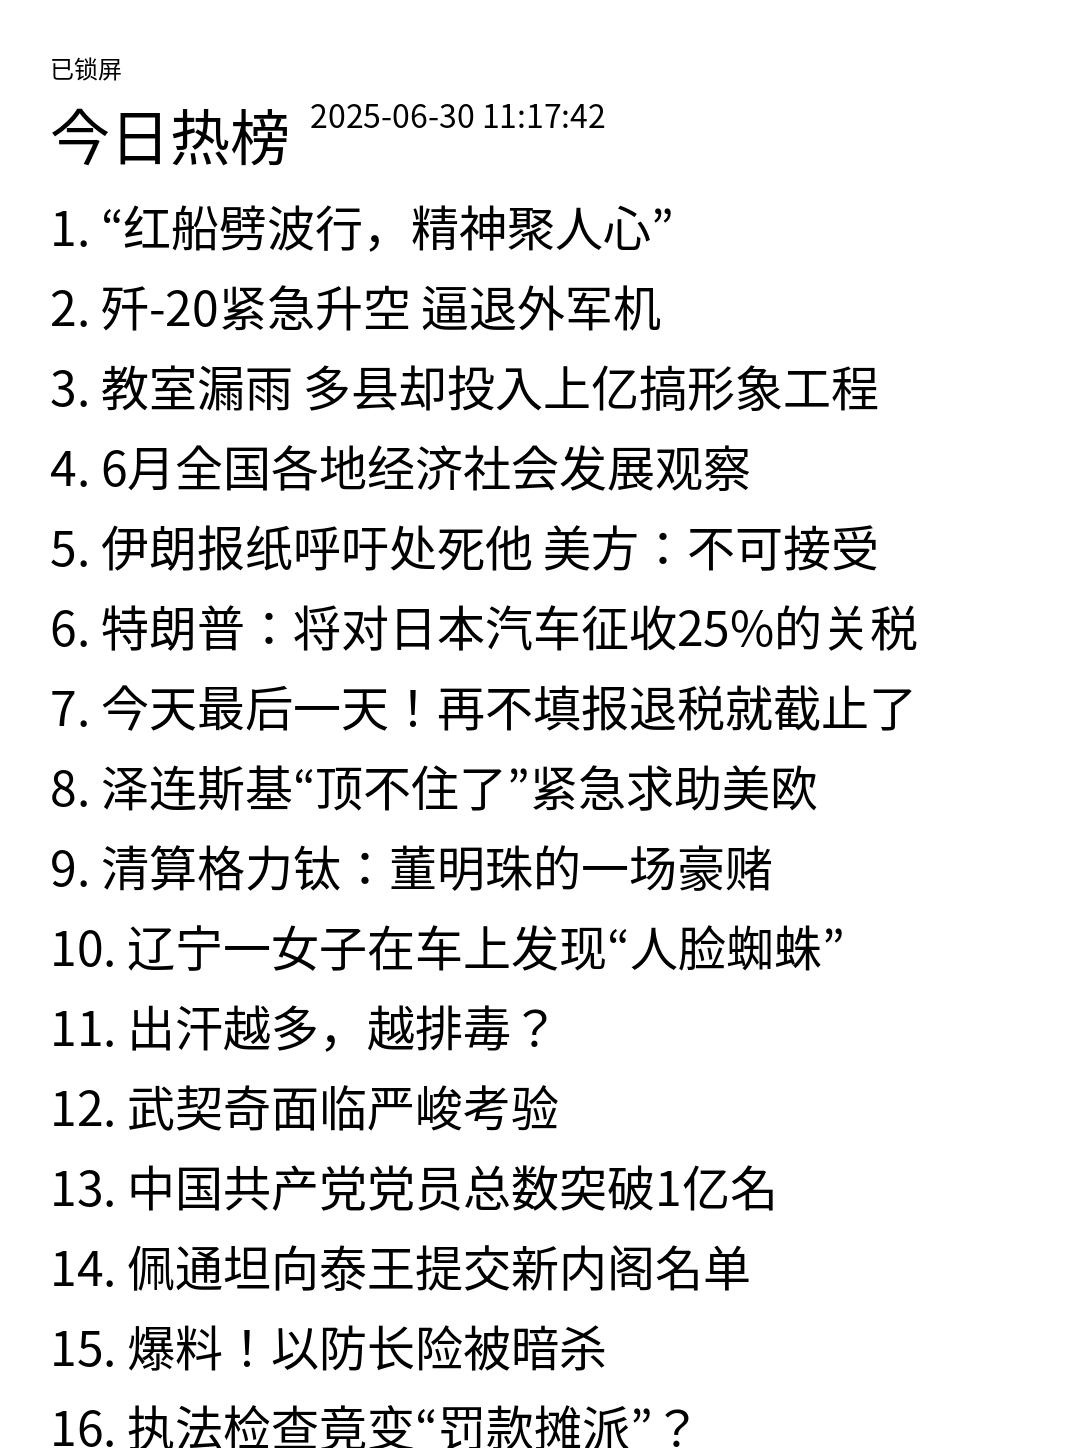 已锁屏
今日热榜 2025-06-30 11:17:42
1. “红船劈波行，精神聚人心”
2. 歼-20紧急升空 逼退外军机
3. 教室漏雨 多县却投入上亿搞形象工程
4. 6月全国各地经济社会发展观察
5. 伊朗报纸呼吁处死他 美方：不可接受
6. 特朗普：将对日本汽车征收25%的关税
7. 今天最后一天！再不填报退税就截止了
8. 泽连斯基“顶不住了”紧急求助美欧
9. 清算格力钛：董明珠的一场豪赌
10. 辽宁一女子在车上发现“人脸蜘蛛”
11. 出汗越多，越排毒？
12. 武契奇面临严峻考验
13. 中国共产党党员总数突破1亿名
14. 佩通坦向泰王提交新内阁名单
15. 爆料！以防长险被暗杀
16. 执法检查竟变“罚款摊派”？